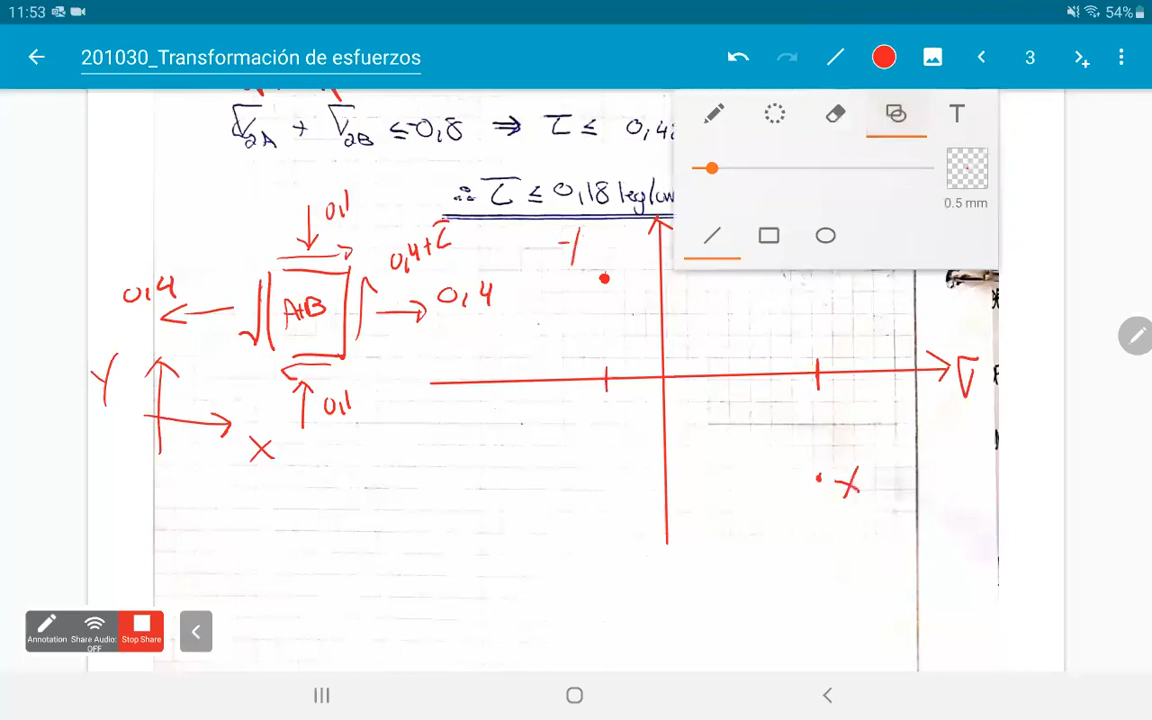 11:53 54%
201030_Transformación de esfuerzos 3
T
0.5 mm
σ2A + σ2B ≤ 0,8 ⇒ τ ≤ 0,4
∴ τ ≤ 0,18 kg/cm
0,1
0,4+τ
0,4 A+B 0,4
0,1
Y
X
σ
X
Annotation Share Audio: OFF Stop Share